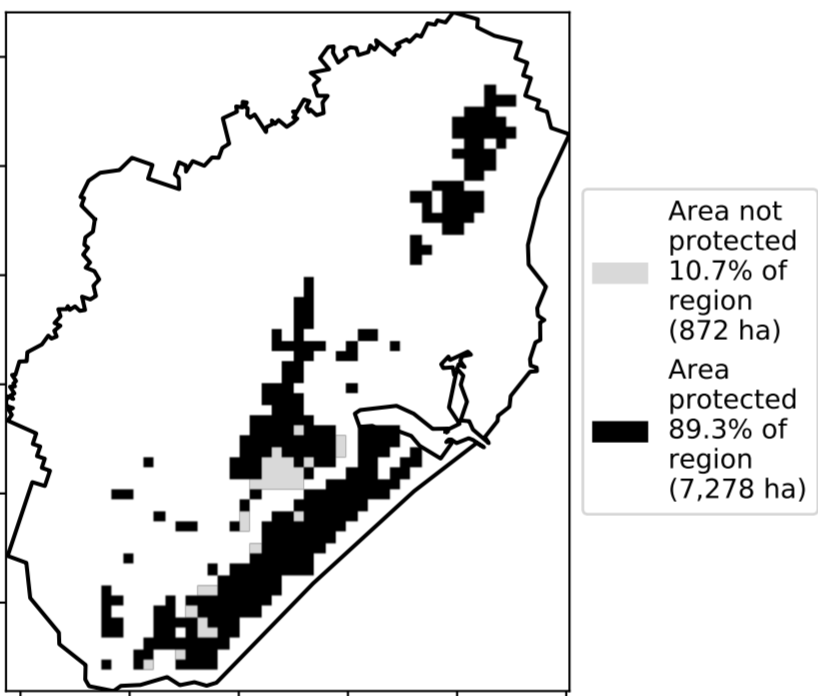 Area not
protected
10.7% of
region
(872 ha)
Area
protected
89.3% of
region
(7,278 ha)